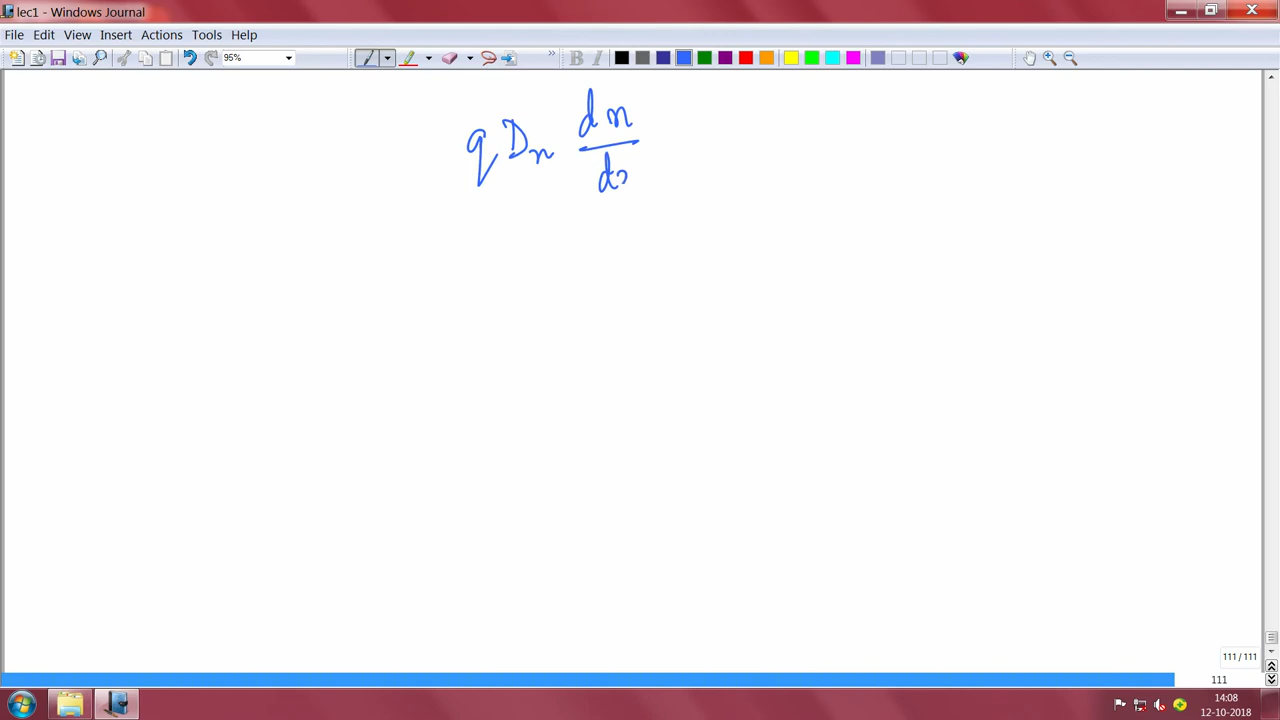 lec1 - Windows Journal
File Edit View Insert Actions Tools Help
95%
B I
q Dn dn
d
111 / 111
111
14:08
12-10-2018